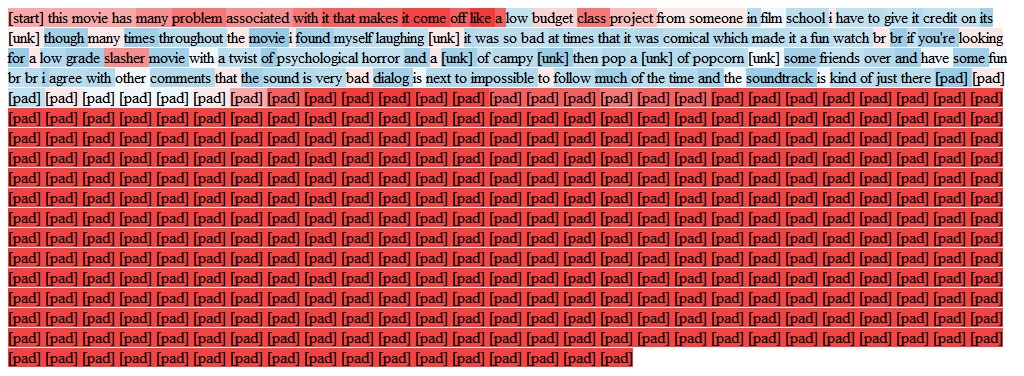 [start] this movie has many problem associated with it that makes it come off like a low budget class project from someone in film school i have to give it credit on its
[unk] though many times throughout the movie i found myself laughing [unk] it was so bad at times that it was comical which made it a fun watch br br if you're looking
for a low grade slasher movie with a twist of psychological horror and a [unk] of campy [unk] then pop a [unk] of popcorn [unk] some friends over and have some fun
br br i agree with other comments that the sound is very bad dialog is next to impossible to follow much of the time and the soundtrack is kind of just there [pad] [pad]
[pad] [pad] [pad] [pad] [pad] [pad] [pad] [pad] [pad] [pad] [pad] [pad] [pad] [pad] [pad] [pad] [pad] [pad] [pad] [pad] [pad] [pad] [pad] [pad] [pad] [pad] [pad]
[pad] [pad] [pad] [pad] [pad] [pad] [pad] [pad] [pad] [pad] [pad] [pad] [pad] [pad] [pad] [pad] [pad] [pad] [pad] [pad] [pad] [pad] [pad] [pad] [pad] [pad] [pad]
[pad] [pad] [pad] [pad] [pad] [pad] [pad] [pad] [pad] [pad] [pad] [pad] [pad] [pad] [pad] [pad] [pad] [pad] [pad] [pad] [pad] [pad] [pad] [pad] [pad] [pad] [pad]
[pad] [pad] [pad] [pad] [pad] [pad] [pad] [pad] [pad] [pad] [pad] [pad] [pad] [pad] [pad] [pad] [pad] [pad] [pad] [pad] [pad] [pad] [pad] [pad] [pad] [pad] [pad]
[pad] [pad] [pad] [pad] [pad] [pad] [pad] [pad] [pad] [pad] [pad] [pad] [pad] [pad] [pad] [pad] [pad] [pad] [pad] [pad] [pad] [pad] [pad] [pad] [pad] [pad] [pad]
[pad] [pad] [pad] [pad] [pad] [pad] [pad] [pad] [pad] [pad] [pad] [pad] [pad] [pad] [pad] [pad] [pad] [pad] [pad] [pad] [pad] [pad] [pad] [pad] [pad] [pad] [pad]
[pad] [pad] [pad] [pad] [pad] [pad] [pad] [pad] [pad] [pad] [pad] [pad] [pad] [pad] [pad] [pad] [pad] [pad] [pad] [pad] [pad] [pad] [pad] [pad] [pad] [pad] [pad]
[pad] [pad] [pad] [pad] [pad] [pad] [pad] [pad] [pad] [pad] [pad] [pad] [pad] [pad] [pad] [pad] [pad] [pad] [pad] [pad] [pad] [pad] [pad] [pad] [pad] [pad] [pad]
[pad] [pad] [pad] [pad] [pad] [pad] [pad] [pad] [pad] [pad] [pad] [pad] [pad] [pad] [pad] [pad] [pad] [pad] [pad] [pad] [pad] [pad] [pad] [pad] [pad] [pad] [pad]
[pad] [pad] [pad] [pad] [pad] [pad] [pad] [pad] [pad] [pad] [pad] [pad] [pad] [pad] [pad] [pad] [pad] [pad] [pad] [pad] [pad] [pad] [pad] [pad] [pad] [pad] [pad]
[pad] [pad] [pad] [pad] [pad] [pad] [pad] [pad] [pad] [pad] [pad] [pad] [pad] [pad] [pad] [pad] [pad] [pad] [pad] [pad] [pad] [pad] [pad] [pad] [pad] [pad] [pad]
[pad] [pad] [pad] [pad] [pad] [pad] [pad] [pad] [pad] [pad] [pad] [pad] [pad] [pad] [pad] [pad] [pad] [pad] [pad] [pad] [pad] [pad] [pad] [pad] [pad] [pad] [pad]
[pad] [pad] [pad] [pad] [pad] [pad] [pad] [pad] [pad] [pad] [pad] [pad] [pad] [pad] [pad] [pad] [pad] [pad] [pad] [pad] [pad] [pad] [pad] [pad] [pad] [pad] [pad]
[pad] [pad] [pad] [pad] [pad] [pad] [pad] [pad] [pad] [pad] [pad] [pad] [pad] [pad] [pad] [pad] [pad]